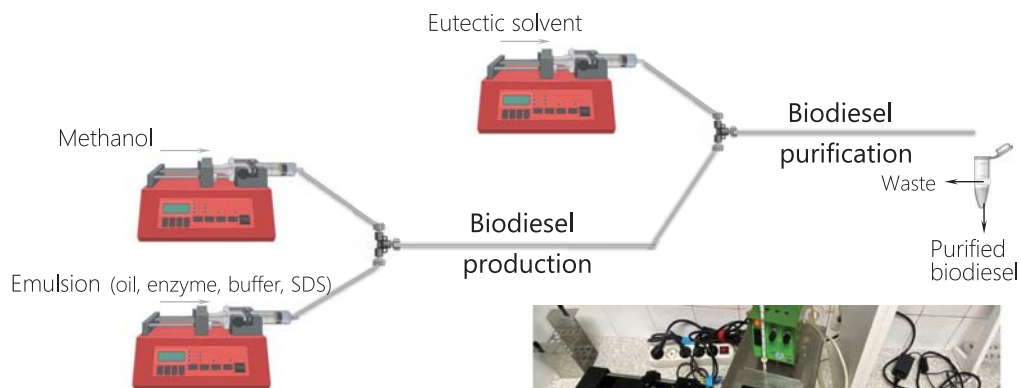 Eutectic solvent
Methanol
Biodiesel
purification
Waste
Biodiesel
production
Purified
biodiesel
Emulsion (oil, enzyme, buffer, SDS)